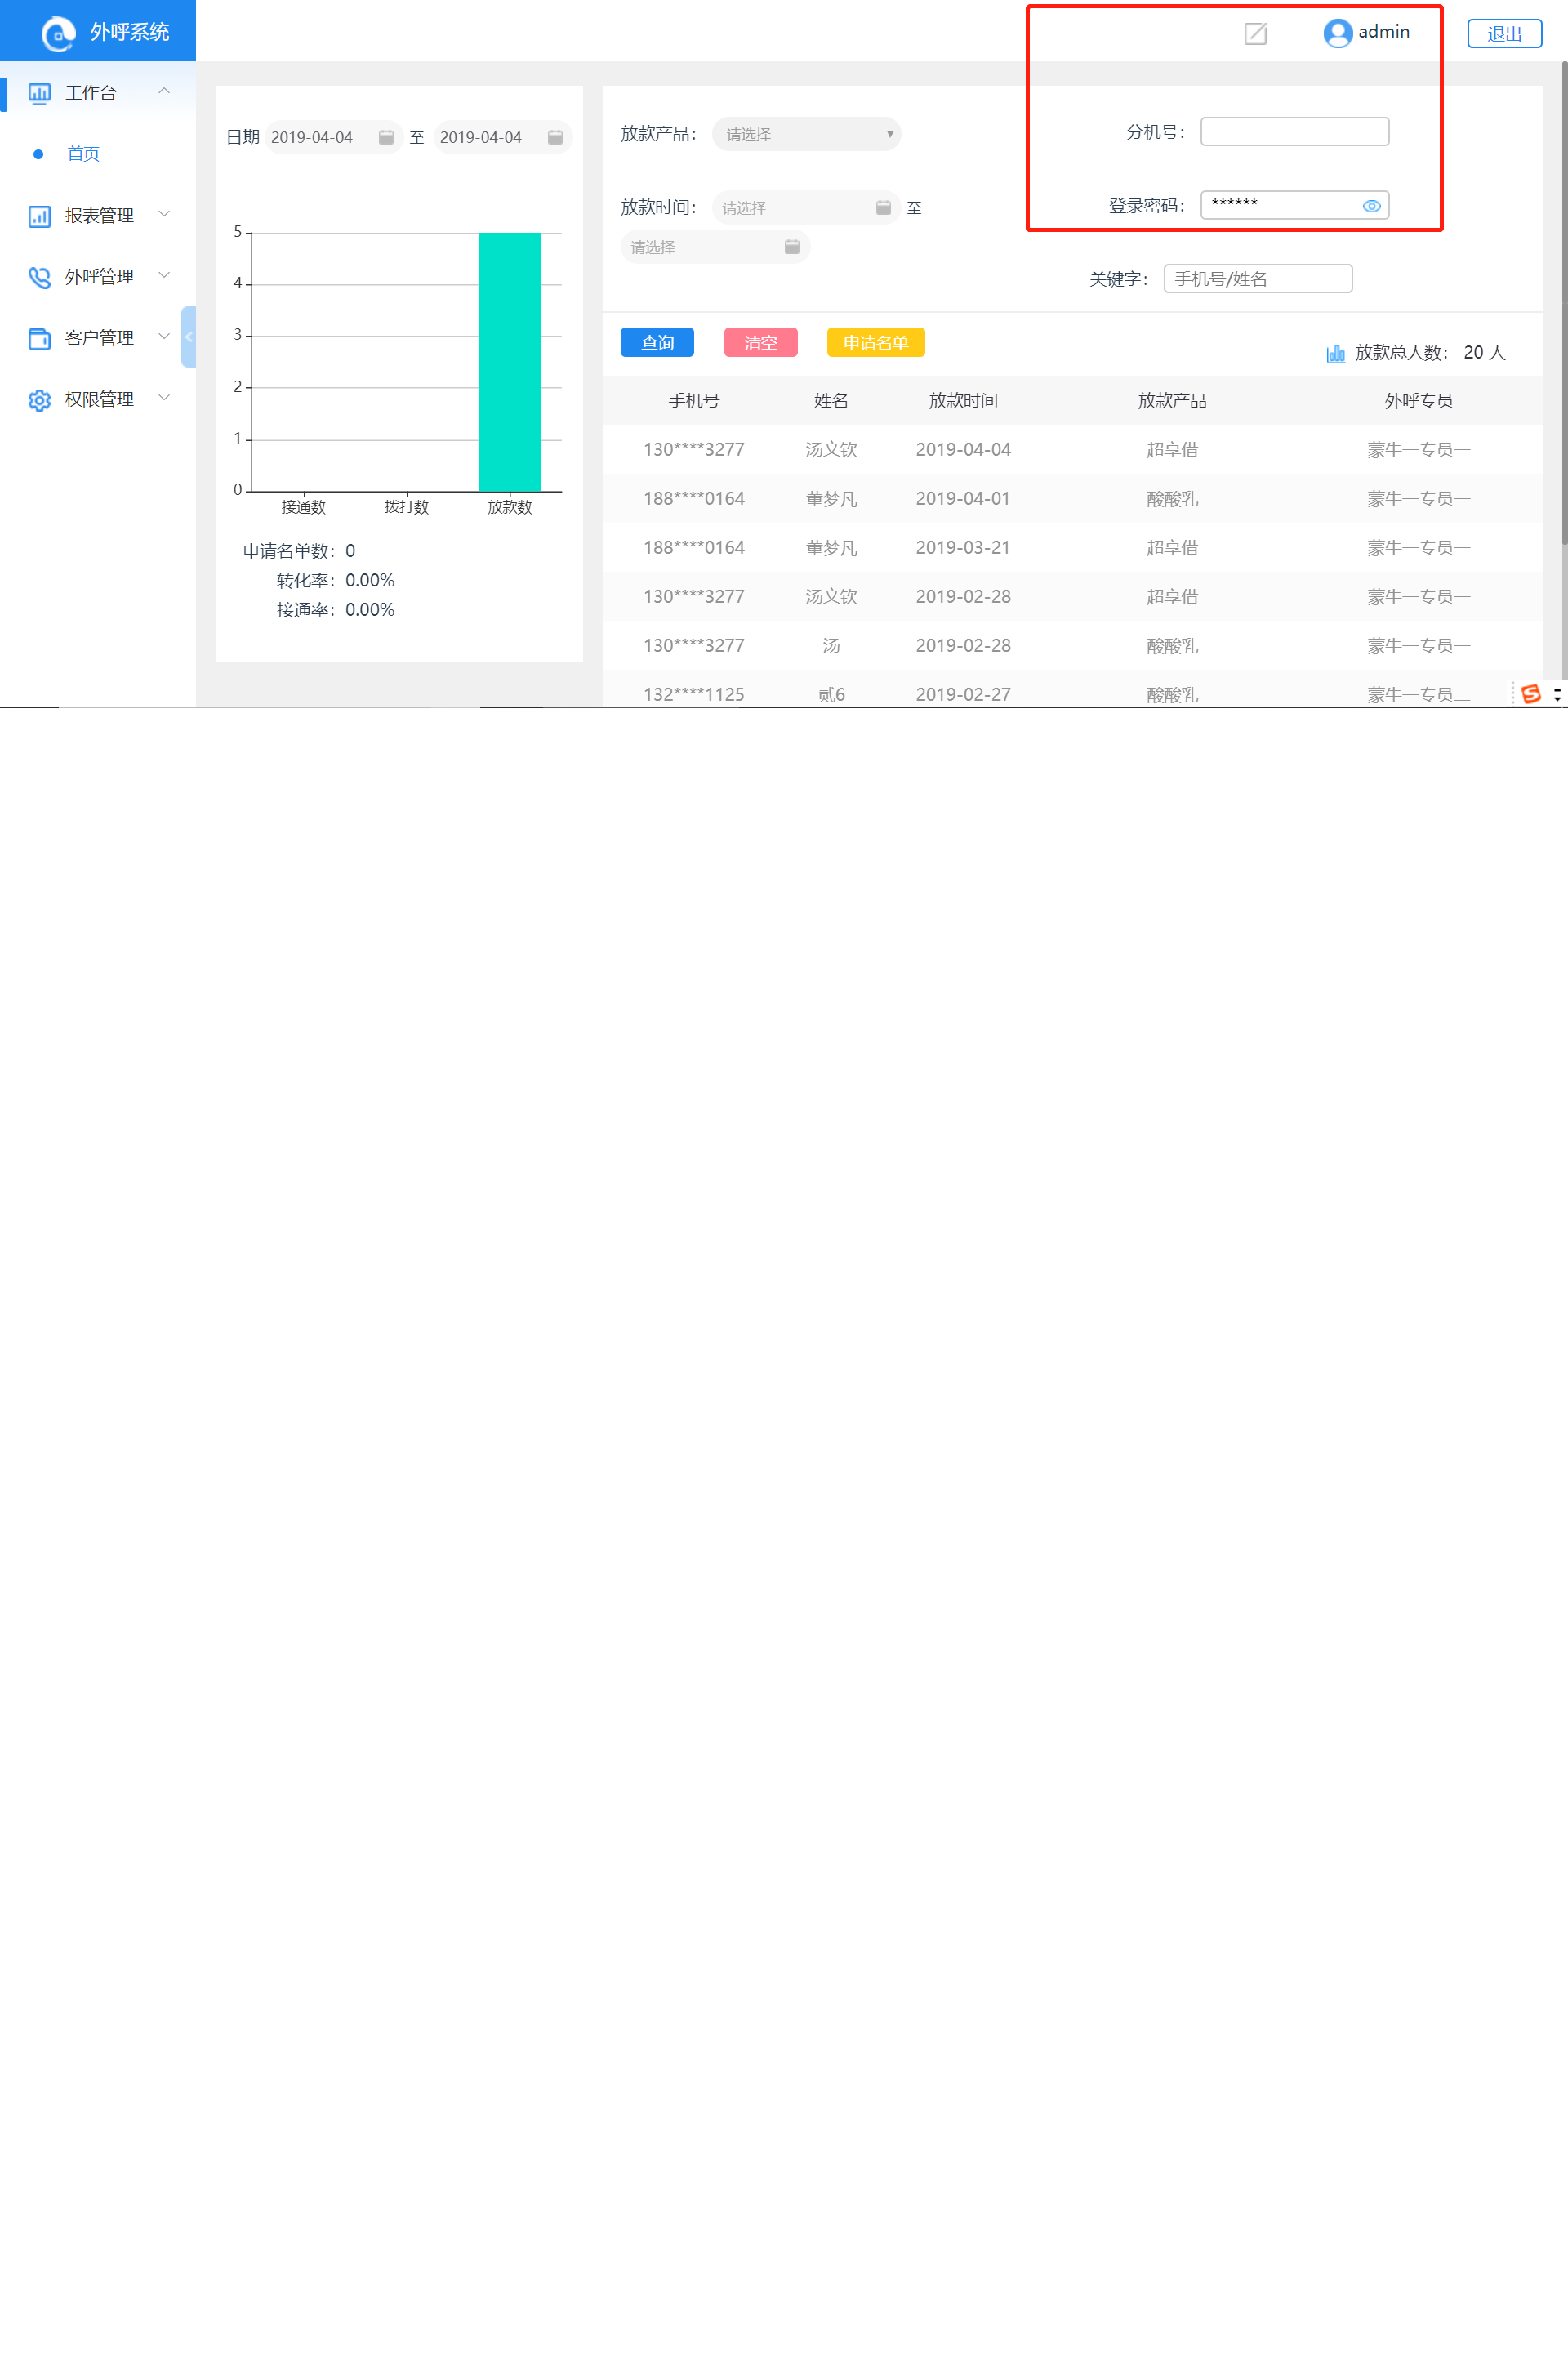 外呼系统
admin
退出
工作台
首页
报表管理
外呼管理
客户管理
权限管理
日期 2019-04-04 至 2019-04-04
5
4
3
2
1
0
接通数 拨打数 放款数
申请名单数：0
转化率：0.00%
接通率：0.00%
放款产品： 请选择
分机号：
放款时间： 请选择 至
登录密码： ******
请选择
关键字： 手机号/姓名
查询 清空 申请名单
放款总人数： 20 人
手机号 姓名 放款时间 放款产品 外呼专员
130****3277 汤文钦 2019-04-04 超享借 蒙牛一专员一
188****0164 董梦凡 2019-04-01 酸酸乳 蒙牛一专员一
188****0164 董梦凡 2019-03-21 超享借 蒙牛一专员一
130****3277 汤文钦 2019-02-28 超享借 蒙牛一专员一
130****3277 汤 2019-02-28 酸酸乳 蒙牛一专员一
132****1125 贰6 2019-02-27 酸酸乳 蒙牛一专员二